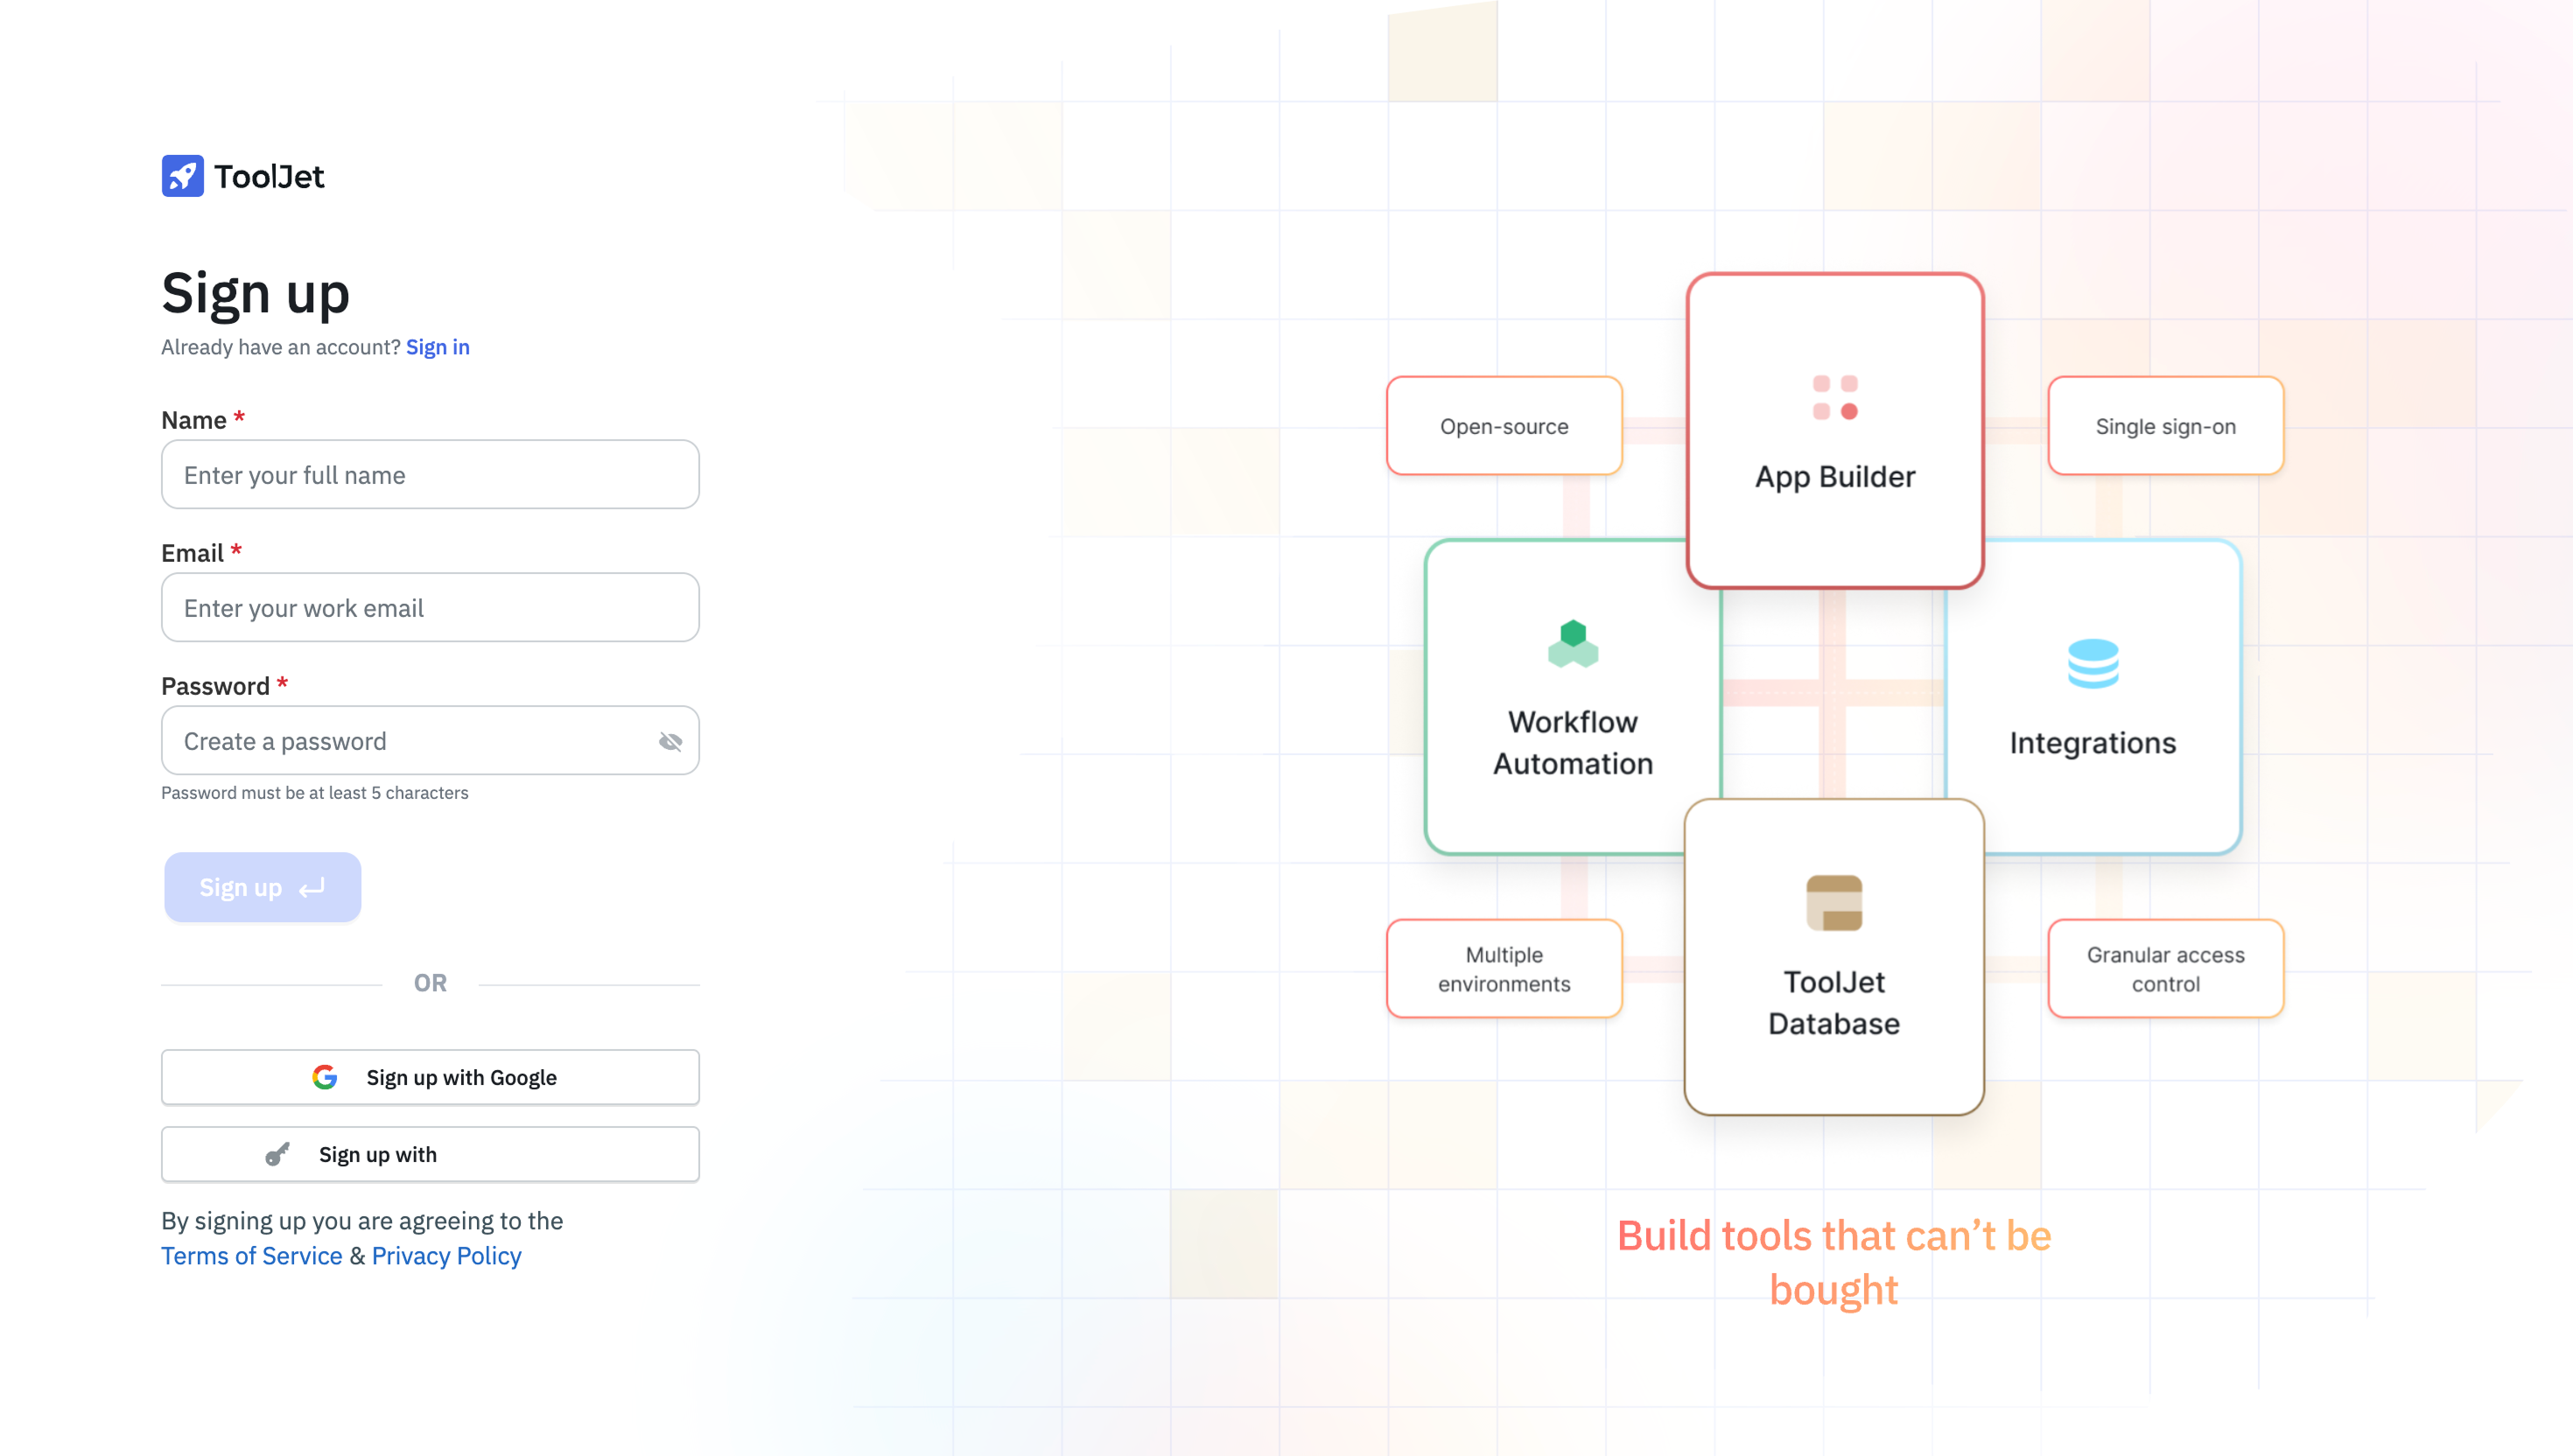 ToolJet
Sign up
Already have an account? Sign in
Name *
Enter your full name
Email *
Enter your work email
Password *
Create a password
Password must be at least 5 characters
Sign up
OR
Sign up with Google
Sign up with
By signing up you are agreeing to the
Terms of Service & Privacy Policy
App Builder
Open-source
Single sign-on
Workflow
Automation
Integrations
Multiple
environments
ToolJet
Database
Granular access
control
Build tools that can’t be
bought